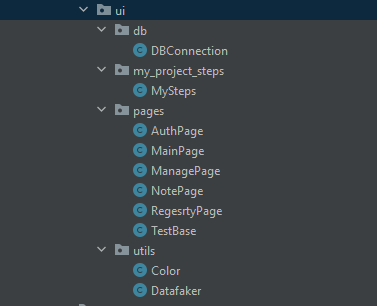 ui
db
DBConnection
my_project_steps
MySteps
pages
AuthPage
MainPage
ManagePage
NotePage
RegesrtyPage
TestBase
utils
Color
Datafaker